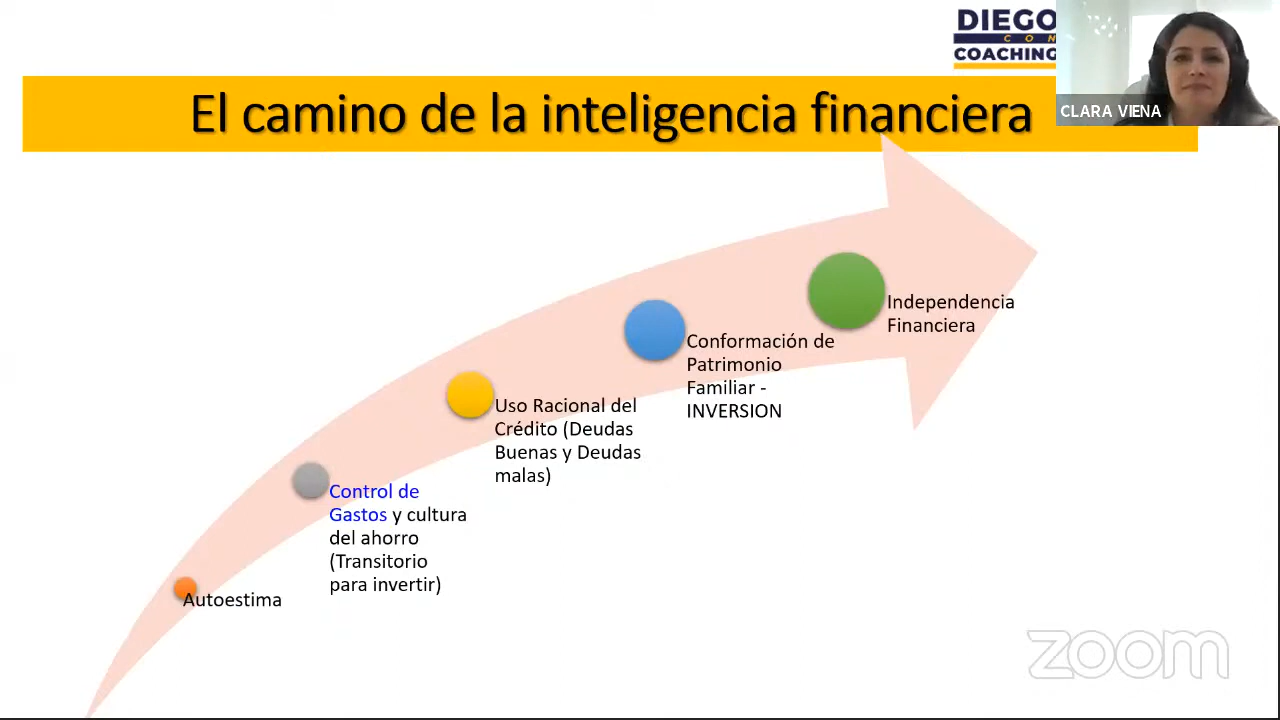 DIEGO
CON
COACHING
CLARA VIENA
El camino de la inteligencia financiera
Independencia
Financiera
Conformación de
Patrimonio
Familiar -
INVERSION
Uso Racional del
Crédito (Deudas
Buenas y Deudas
malas)
Control de
Gastos y cultura
del ahorro
(Transitorio
para invertir)
Autoestima
zoom